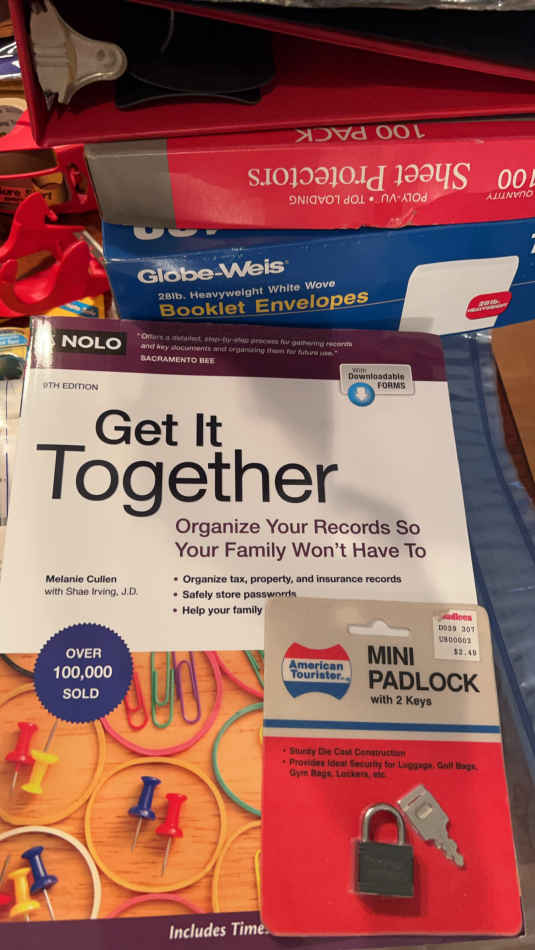 100 PACK
Sheet Protectors
100
QUANTITY
POLY-VU • TOP LOADING
Globe-Weis®
28lb. Heavyweight White Wove
Booklet Envelopes
28lb.
HEAVYWEIGHT
NOLO
"Offers a detailed, step-by-step process for gathering records
and key documents and organizing them for future use."
SACRAMENTO BEE
9TH EDITION
With
Downloadable
FORMS
Get It
Together
Organize Your Records So
Your Family Won't Have To
Melanie Cullen
with Shae Irving, J.D.
• Organize tax, property, and insurance records
• Safely store passwords
• Help your family
OVER
100,000
SOLD
American
Tourister
MINI
PADLOCK
with 2 Keys
D039 307
$2.49
• Sturdy Die Cast Construction
• Provides Ideal Security for Luggage, Golf Bags,
Gym Bags, Lockers, etc.
Includes Time